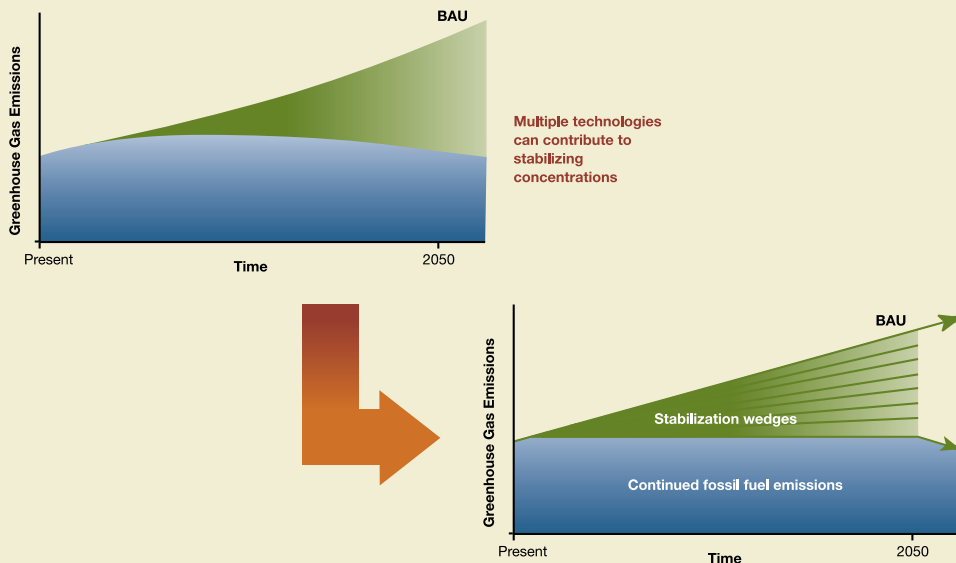 BAU
Greenhouse Gas Emissions
Present
Time
2050
Multiple technologies
can contribute to
stabilizing
concentrations
BAU
Greenhouse Gas Emissions
Stabilization wedges
Continued fossil fuel emissions
Present
Time
2050